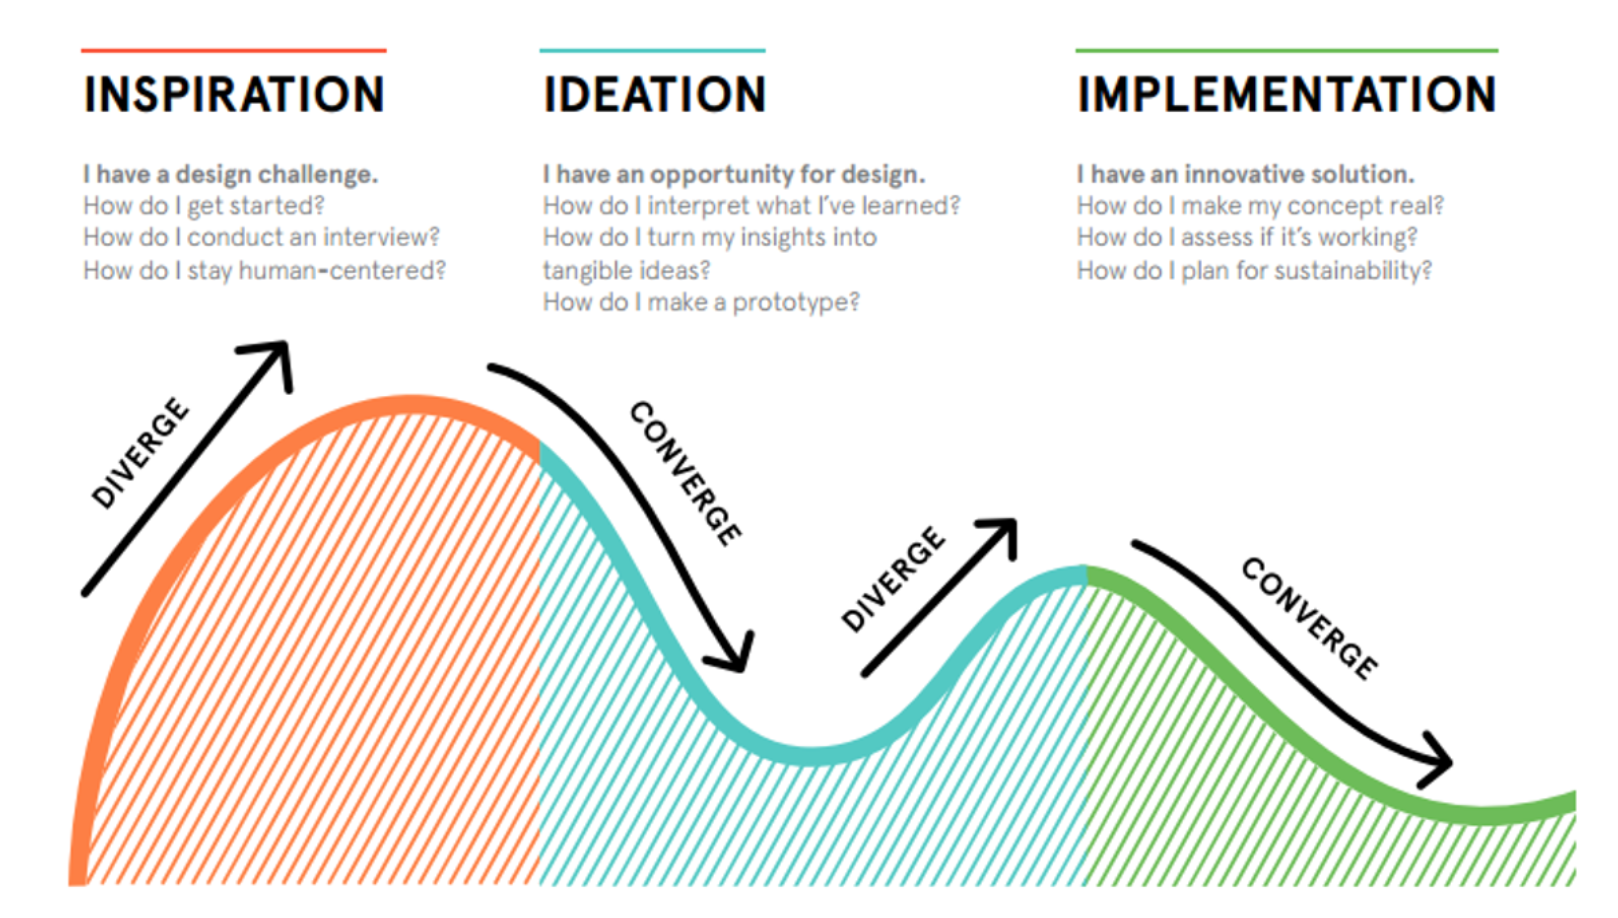 INSPIRATION
I have a design challenge.
How do I get started?
How do I conduct an interview?
How do I stay human-centered?
IDEATION
I have an opportunity for design.
How do I interpret what I've learned?
How do I turn my insights into
tangible ideas?
How do I make a prototype?
IMPLEMENTATION
I have an innovative solution.
How do I make my concept real?
How do I assess if it's working?
How do I plan for sustainability?
DIVERGE
CONVERGE
DIVERGE
CONVERGE